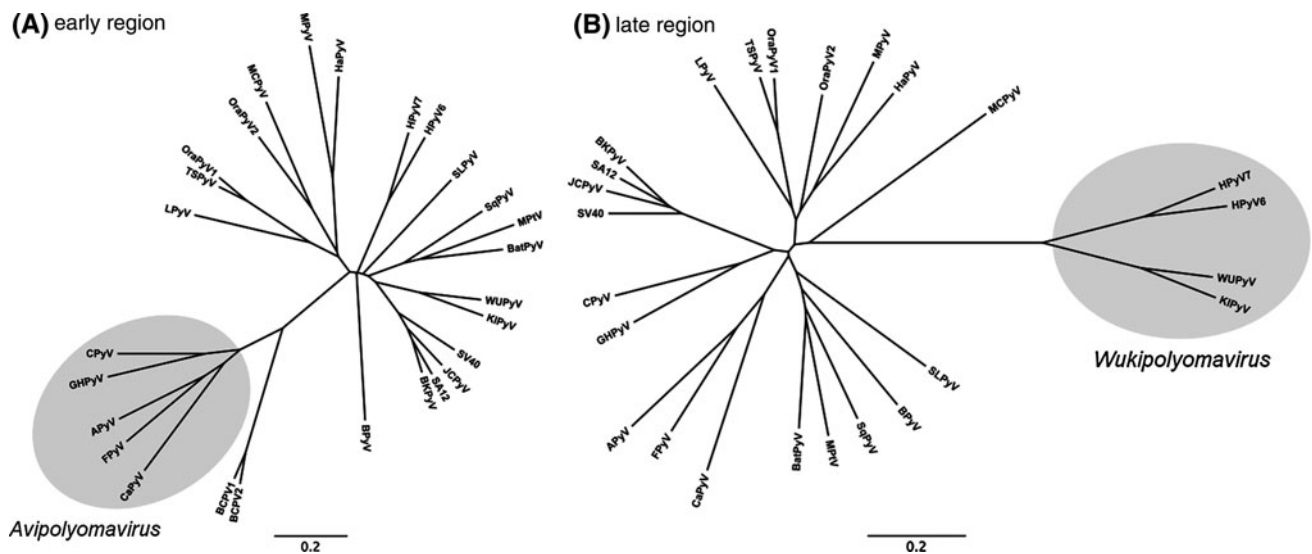 (A) early region
MPyV
HaPyV
MCPyV
OraPyV2
HPyV7
HPyV6
SLPyV
OraPyV1
TSPyV
SqPyV
LPyV
MPtV
BatPyV
WUPyV
KIPyV
SV40
JCPyV
SA12
BKPyV
BPyV
CPyV
GHPyV
APyV
FPyV
CaPyV
BCPV1
BCPV2
Avipolyomavirus
0.2
(B) late region
LPyV
TSPyV
OraPyV1
OraPyV2
MPyV
HaPyV
MCPyV
BKPyV
SA12
JCPyV
SV40
HPyV7
HPyV6
WUPyV
KIPyV
CPyV
GHPyV
Wukipolyomavirus
SLPyV
BPyV
SqPyV
MPtV
BatPyV
APyV
FPyV
CaPyV
0.2